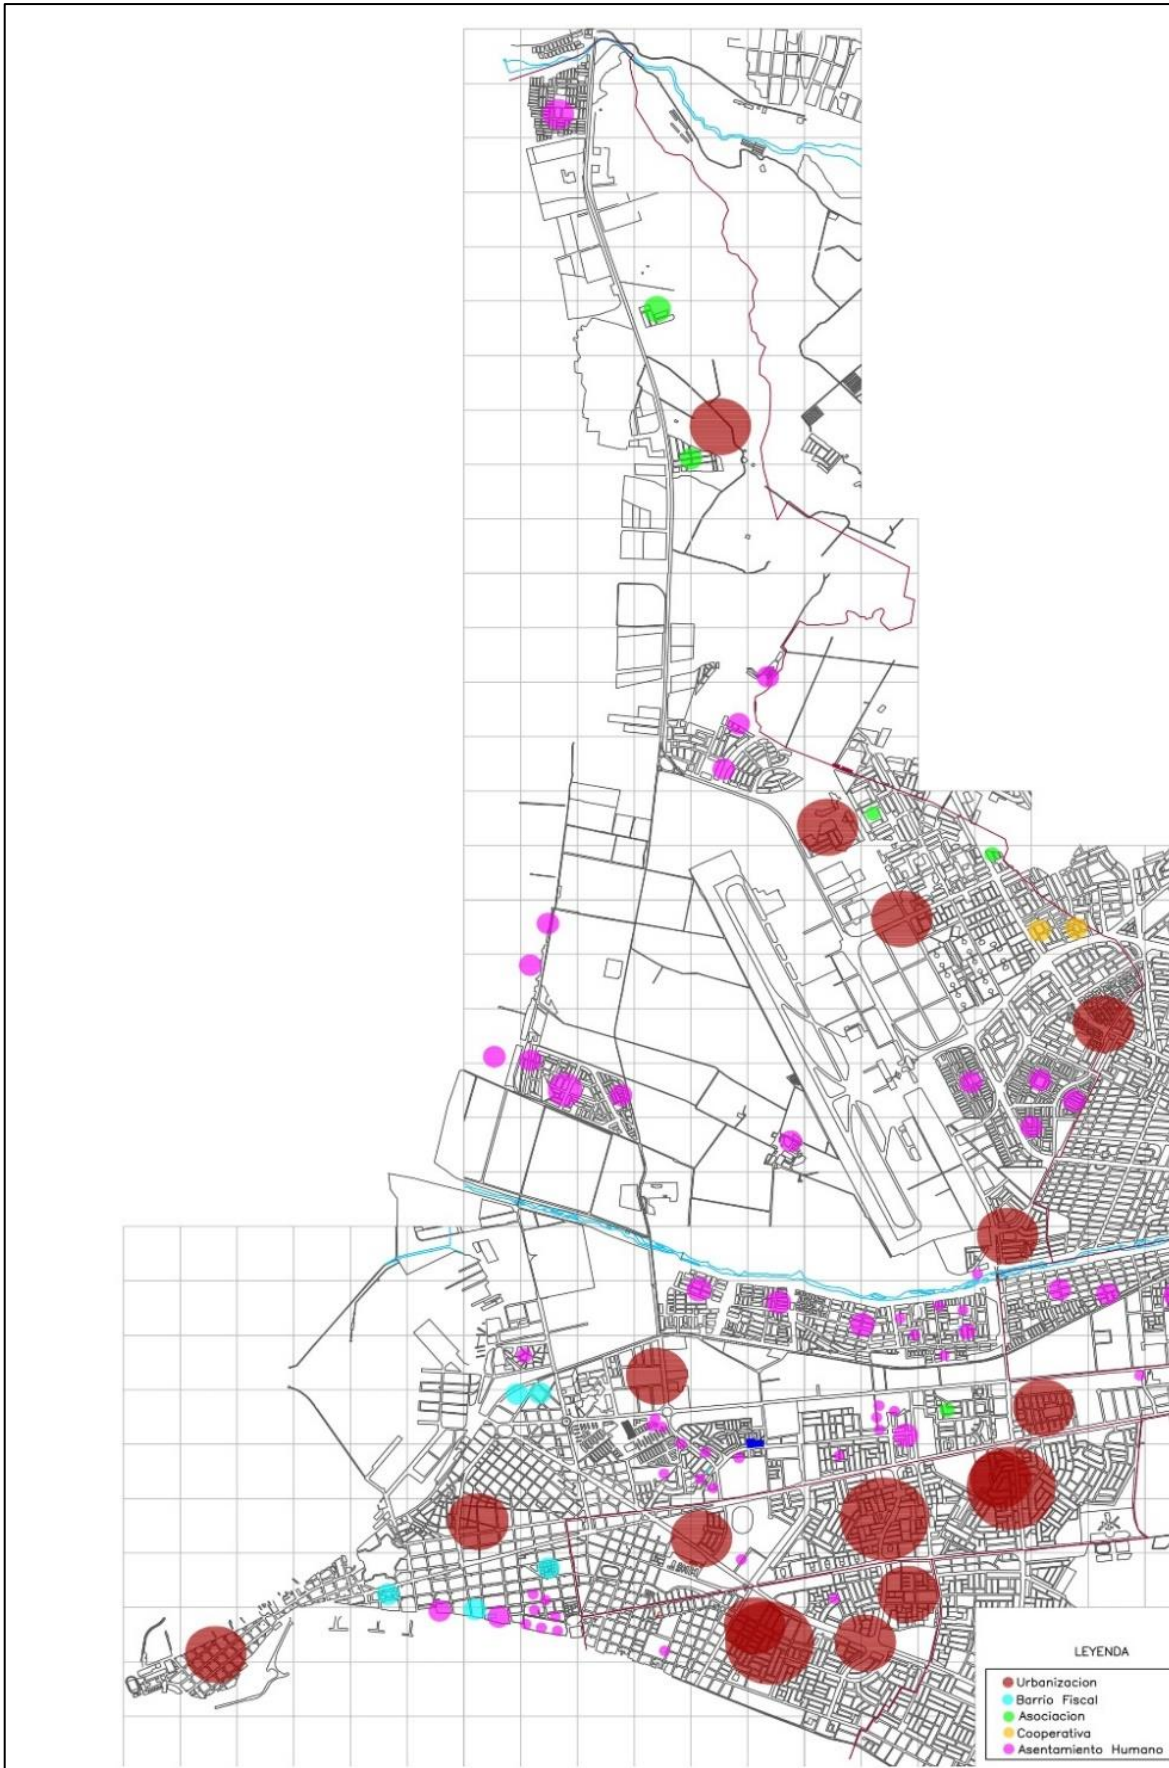 LEYENDA
Urbanizacion
Barrio Fiscal
Asociacion
Cooperativa
Asentamiento Humano